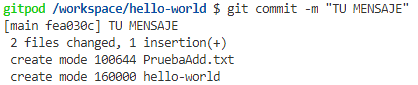 gitpod /workspace/hello-world $ git commit -m "TU MENSAJE"
[main fea030c] TU MENSAJE
 2 files changed, 1 insertion(+)
 create mode 100644 PruebaAdd.txt
 create mode 160000 hello-world